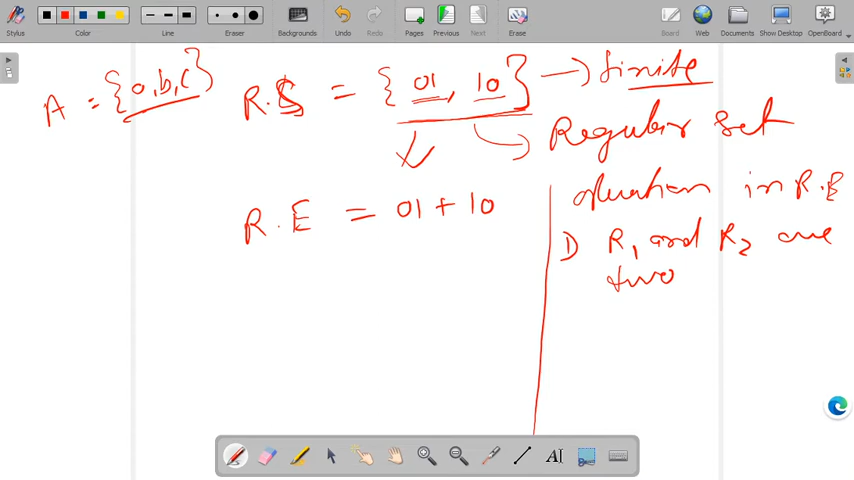 Stylus
Color
Line
Eraser
Backgrounds
Undo
Redo
Pages
Previous
Next
Erase
Board
Web
Documents
Show Desktop
OpenBoard
A = {a,b,c}
R.S = { 01, 10 } → finite
Regular set
R.E = 01 + 10
operation in R.E
1) R1 and R2 are
two